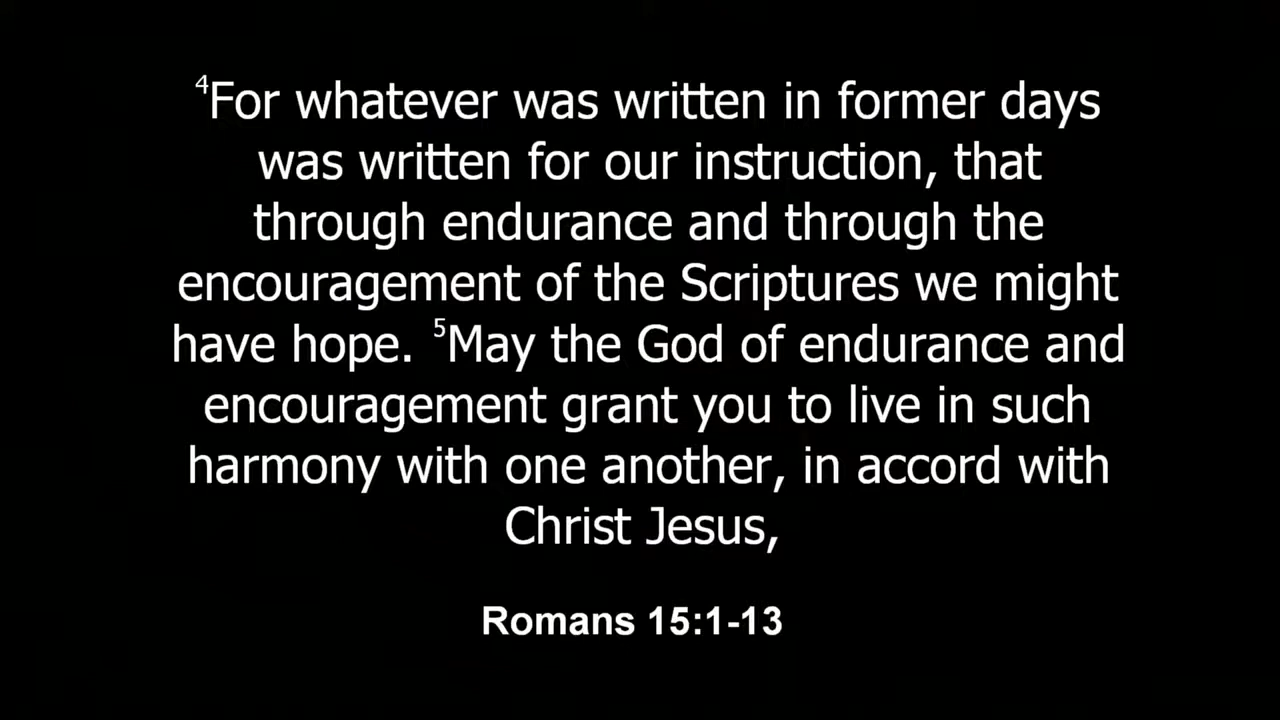 ⁴For whatever was written in former days
was written for our instruction, that
through endurance and through the
encouragement of the Scriptures we might
have hope. ⁵May the God of endurance and
encouragement grant you to live in such
harmony with one another, in accord with
Christ Jesus,
Romans 15:1-13